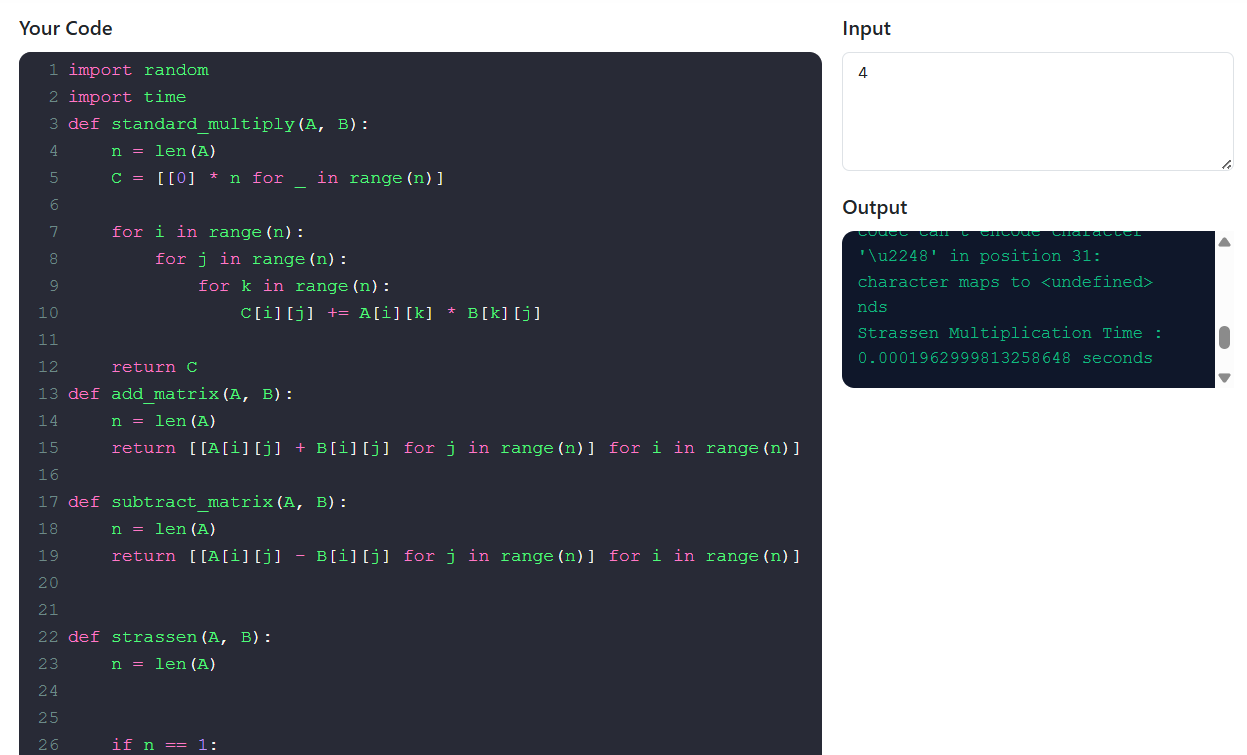 Your Code
1 import random
2 import time
3 def standard_multiply(A, B):
4     n = len(A)
5     C = [[0] * n for _ in range(n)]
6
7     for i in range(n):
8         for j in range(n):
9             for k in range(n):
10                 C[i][j] += A[i][k] * B[k][j]
11
12     return C
13 def add_matrix(A, B):
14     n = len(A)
15     return [[A[i][j] + B[i][j] for j in range(n)] for i in range(n)]
16
17 def subtract_matrix(A, B):
18     n = len(A)
19     return [[A[i][j] - B[i][j] for j in range(n)] for i in range(n)]
20
21
22 def strassen(A, B):
23     n = len(A)
24
25
26     if n == 1:
Input
4
Output
codec can't encode character
'\u2248' in position 31:
character maps to <undefined>
nds
Strassen Multiplication Time :
0.0001962999813258648 seconds